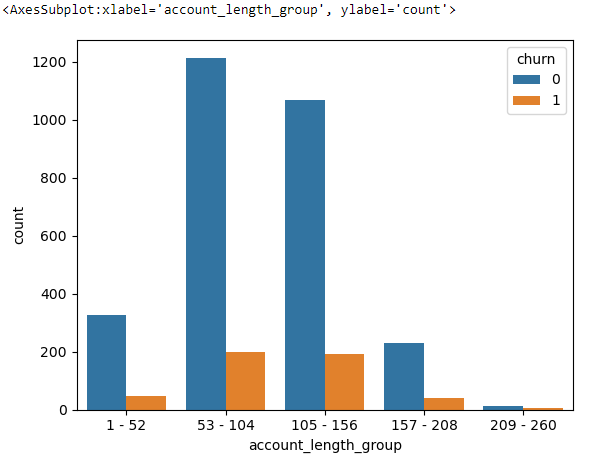 <AxesSubplot:xlabel='account_length_group', ylabel='count'>
churn
0
1
1200
1000
800
600
400
200
0
count
1 - 52 53 - 104 105 - 156 157 - 208 209 - 260
account_length_group